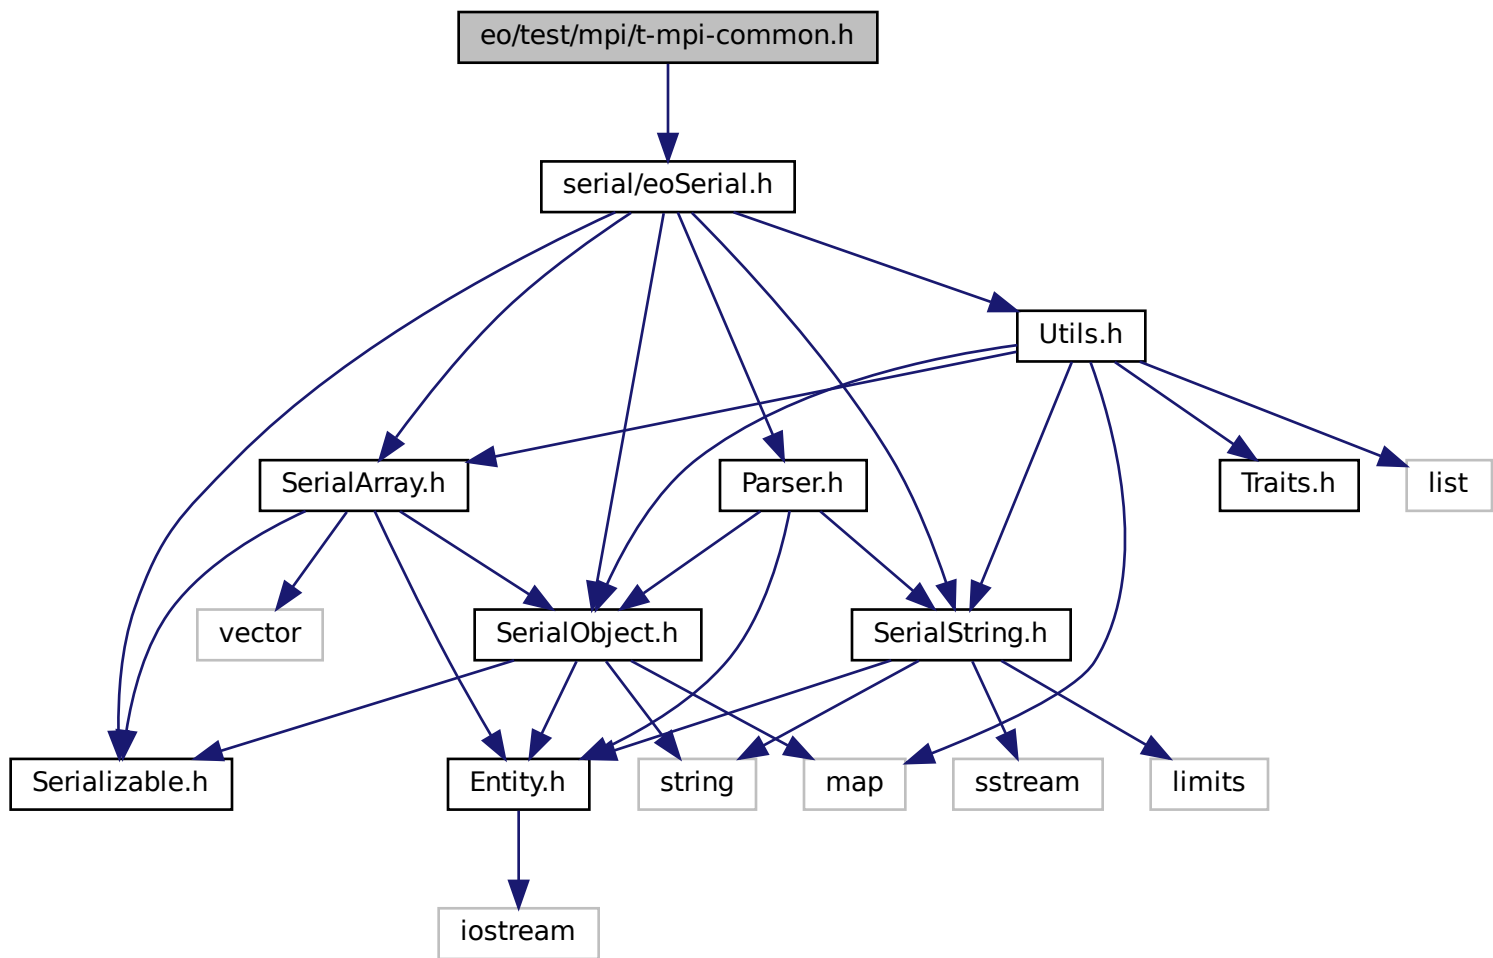 eo/test/mpi/t-mpi-common.h
serial/eoSerial.h
Utils.h
SerialArray.h
Parser.h
Traits.h
list
vector
SerialObject.h
SerialString.h
Serializable.h
Entity.h
string
map
sstream
limits
iostream